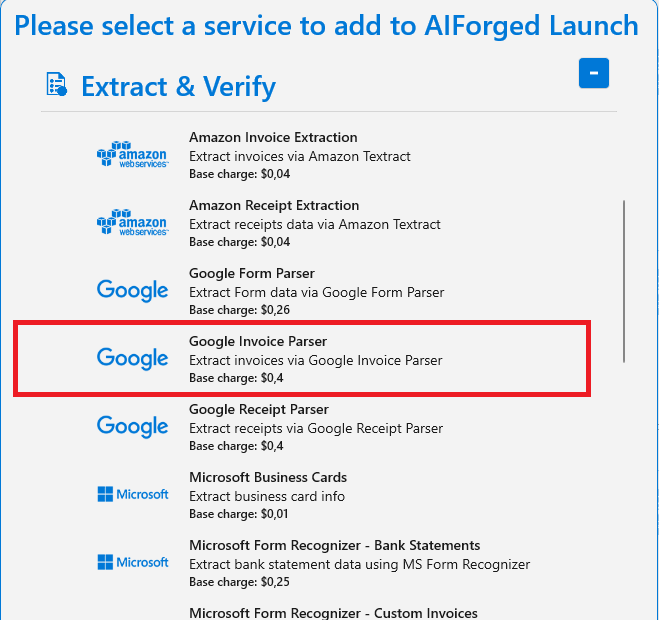 Please select a service to add to AIForged Launch
Extract & Verify
-
amazon
webservices™
Amazon Invoice Extraction
Extract invoices via Amazon Textract
Base charge: $0,04
amazon
webservices™
Amazon Receipt Extraction
Extract receipts data via Amazon Textract
Base charge: $0,04
Google
Google Form Parser
Extract Form data via Google Form Parser
Base charge: $0,26
Google
Google Invoice Parser
Extract invoices via Google Invoice Parser
Base charge: $0,4
Google
Google Receipt Parser
Extract receipts via Google Receipt Parser
Base charge: $0,4
Microsoft
Microsoft Business Cards
Extract business card info
Base charge: $0,01
Microsoft
Microsoft Form Recognizer - Bank Statements
Extract bank statement data using MS Form Recognizer
Base charge: $0,25
Microsoft Form Recognizer - Custom Invoices